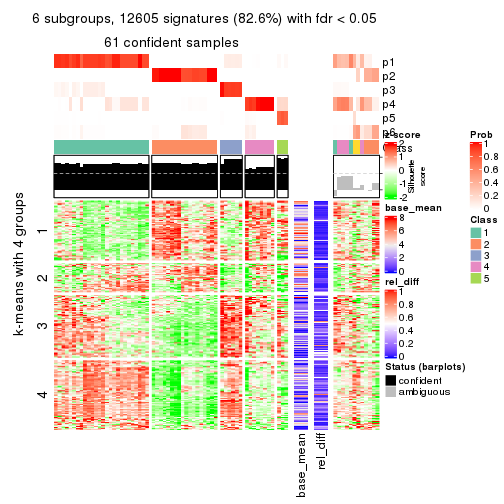 6 subgroups, 12605 signatures (82.6%) with fdr < 0.05
61 confident samples
p1
p2
p3
p4
p5
p6
Class
k-means with 4 groups
1
2
3
4
Silhouette
score
base_mean
rel_diff
z-score
2
1
0
-1
-2
base_mean
8
6
4
2
0
rel_diff
1
0.8
0.6
0.4
0.2
0
Status (barplots)
confident
ambiguous
Prob
1
0.8
0.6
0.4
0.2
0
Class
1
2
3
4
5